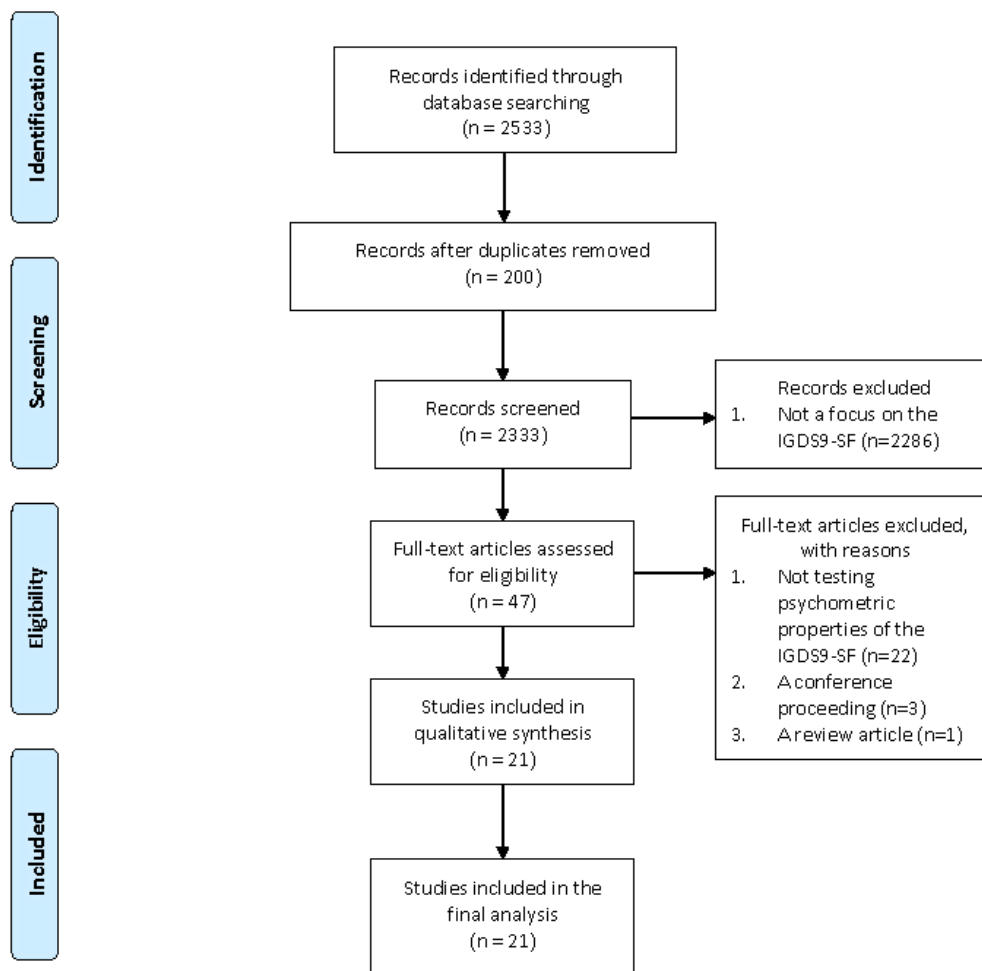 Identification
Records identified through
database searching
(n = 2533)
Records after duplicates removed
(n = 200)
Screening
Records screened
(n = 2333)
Records excluded
1. Not a focus on the
IGDS9-SF (n=2286)
Eligibility
Full-text articles assessed
for eligibility
(n = 47)
Full-text articles excluded,
with reasons
1. Not testing
psychometric
properties of the
IGDS9-SF (n=22)
2. A conference
proceeding (n=3)
3. A review article (n=1)
Studies included in
qualitative synthesis
(n = 21)
Included
Studies included in the
final analysis
(n = 21)